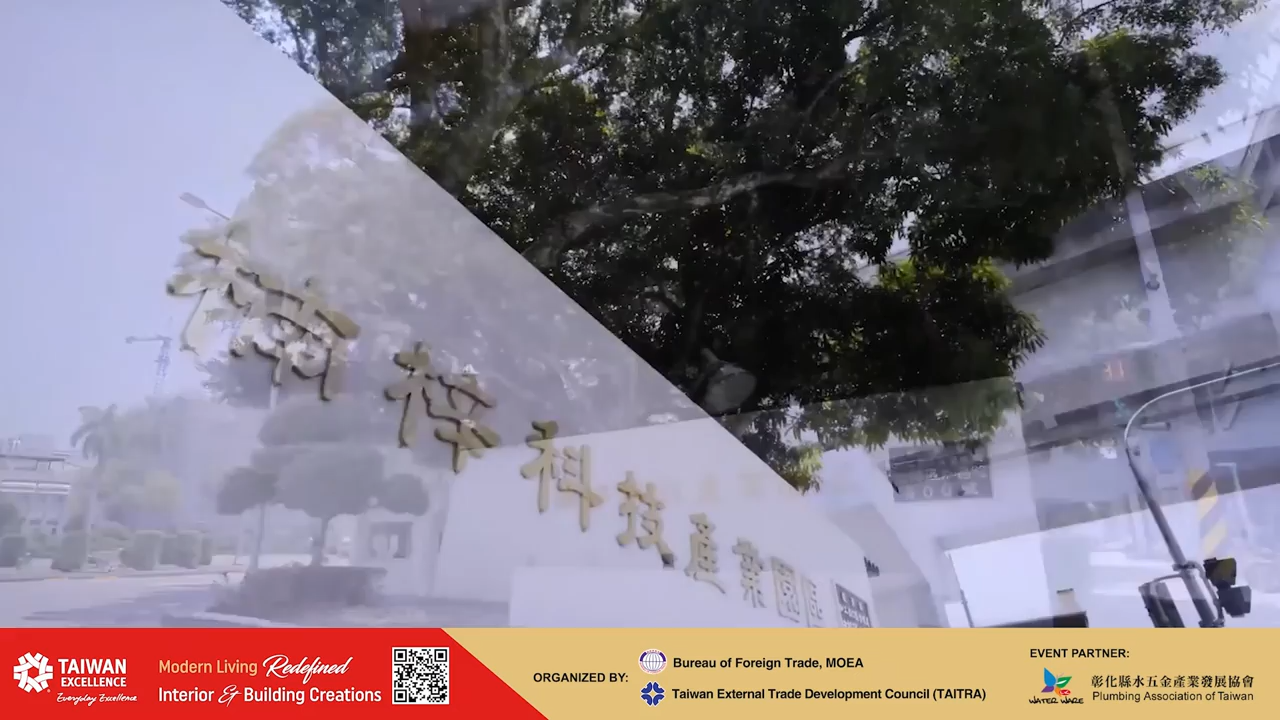 楠梓科技產業園區
TAIWAN
EXCELLENCE
Everyday Excellence
Modern Living Redefined
Interior & Building Creations
ORGANIZED BY:
Bureau of Foreign Trade, MOEA
Taiwan External Trade Development Council (TAITRA)
EVENT PARTNER:
WATER WARE
彰化縣水五金產業發展協會
Plumbing Association of Taiwan